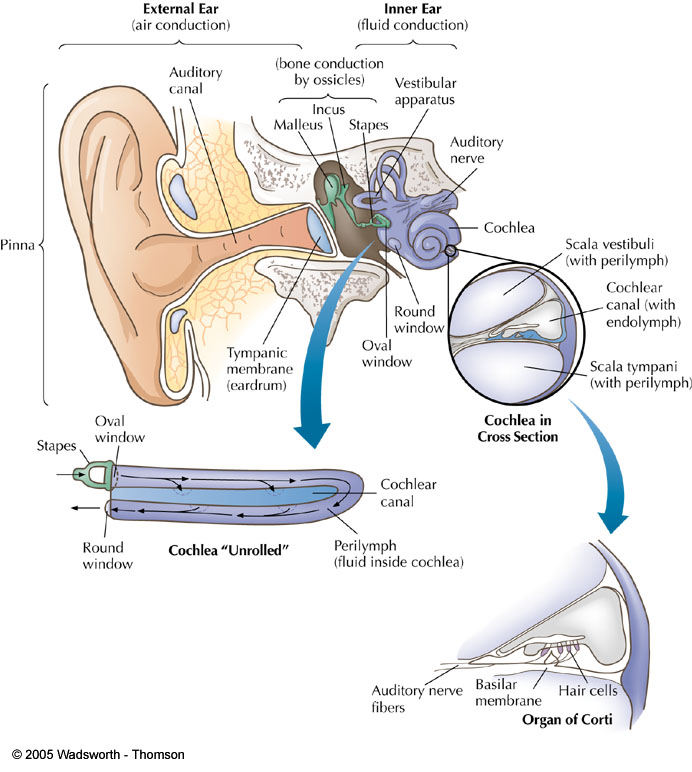 External Ear
(air conduction)
Inner Ear
(fluid conduction)
Auditory
canal
(bone conduction
by ossicles)
Incus
Malleus
Stapes
Vestibular
apparatus
Auditory
nerve
Cochlea
Pinna
Scala vestibuli
(with perilymph)
Cochlear
canal (with
endolymph)
Round
window
Oval
window
Tympanic
membrane
(eardrum)
Scala tympani
(with perilymph)
Cochlea in
Cross Section
Oval
window
Stapes
Cochlear
canal
Round
window
Cochlea “Unrolled”
Perilymph
(fluid inside cochlea)
Auditory nerve
fibers
Basilar
membrane
Hair cells
Organ of Corti
© 2005 Wadsworth - Thomson